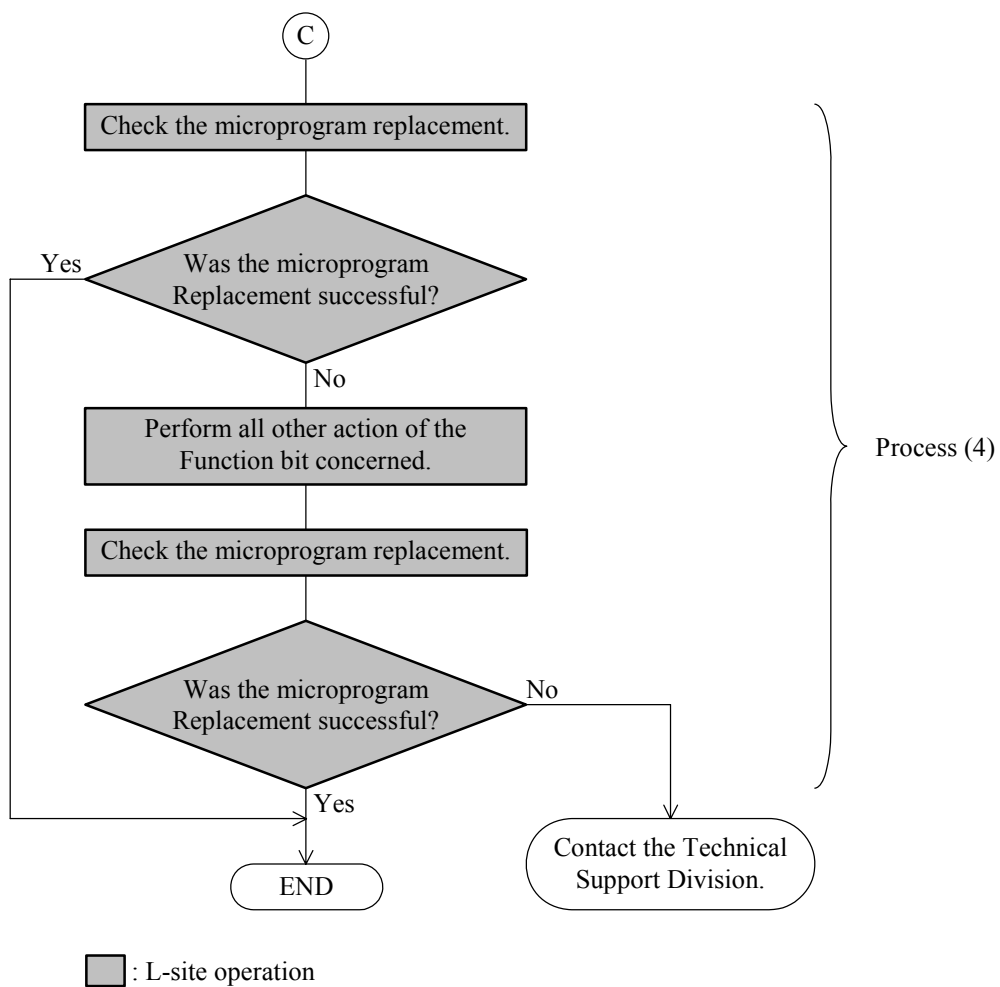 C
Check the microprogram replacement.
Was the microprogram
Replacement successful?
Yes
No
Perform all other action of the
Function bit concerned.
Check the microprogram replacement.
Was the microprogram
Replacement successful?
No
Yes
END
Contact the Technical
Support Division.
Process (4)
: L-site operation